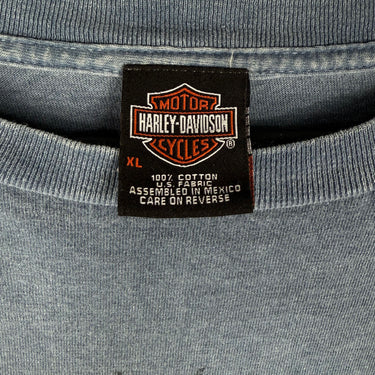 MOTOR
HARLEY-DAVIDSON
CYCLES
®
XL
100% COTTON
U.S. FABRIC
ASSEMBLED IN MEXICO
CARE ON REVERSE